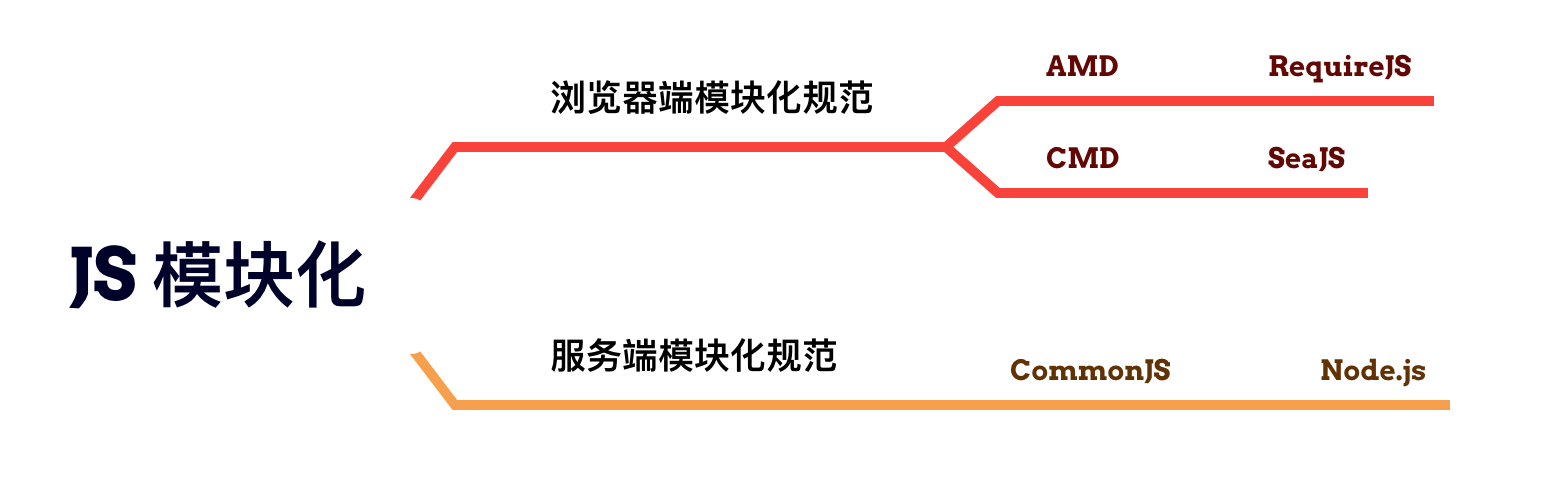 JS 模块化
浏览器端模块化规范
AMD RequireJS
CMD SeaJS
服务端模块化规范
CommonJS Node.js